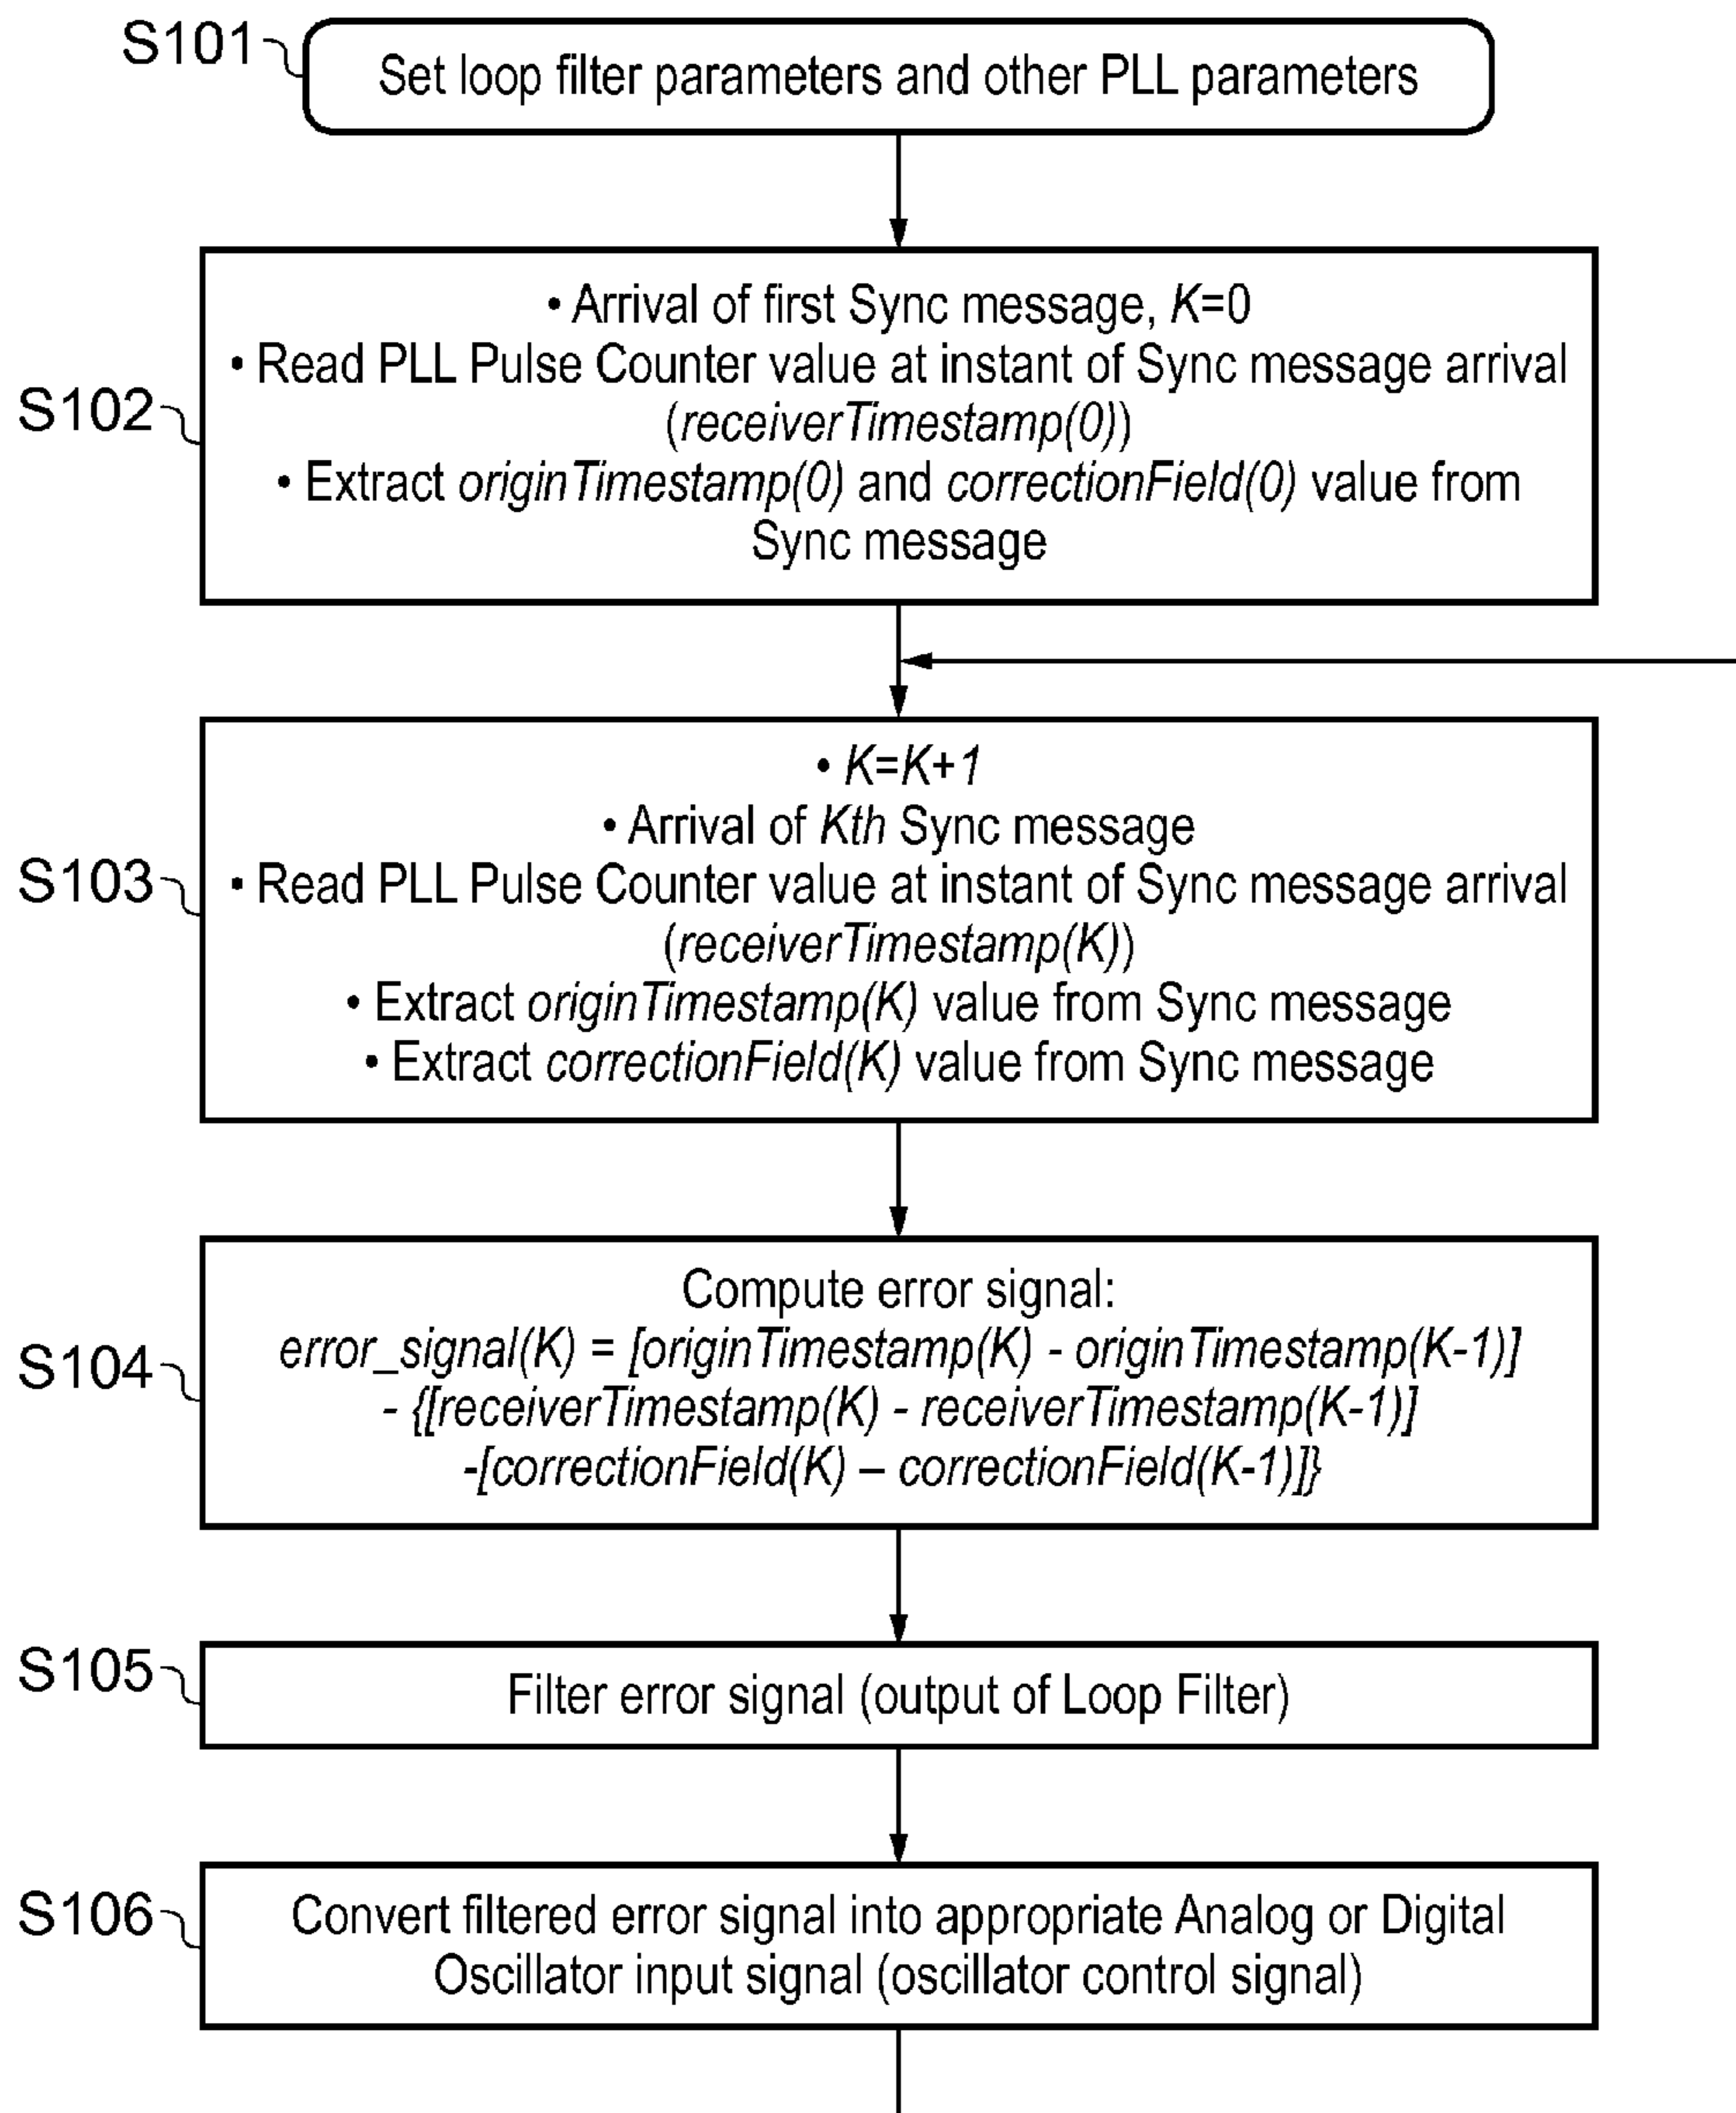 S101
Set loop filter parameters and other PLL parameters
S102
• Arrival of first Sync message, K=0
• Read PLL Pulse Counter value at instant of Sync message arrival
(receiverTimestamp(0))
• Extract originTimestamp(0) and correctionField(0) value from
Sync message
S103
• K=K+1
• Arrival of Kth Sync message
• Read PLL Pulse Counter value at instant of Sync message arrival
(receiverTimestamp(K))
• Extract originTimestamp(K) value from Sync message
• Extract correctionField(K) value from Sync message
S104
Compute error signal:
error_signal(K) = [originTimestamp(K) - originTimestamp(K-1)]
- {[receiverTimestamp(K) - receiverTimestamp(K-1)]
-[correctionField(K) – correctionField(K-1)]}
S105
Filter error signal (output of Loop Filter)
S106
Convert filtered error signal into appropriate Analog or Digital
Oscillator input signal (oscillator control signal)